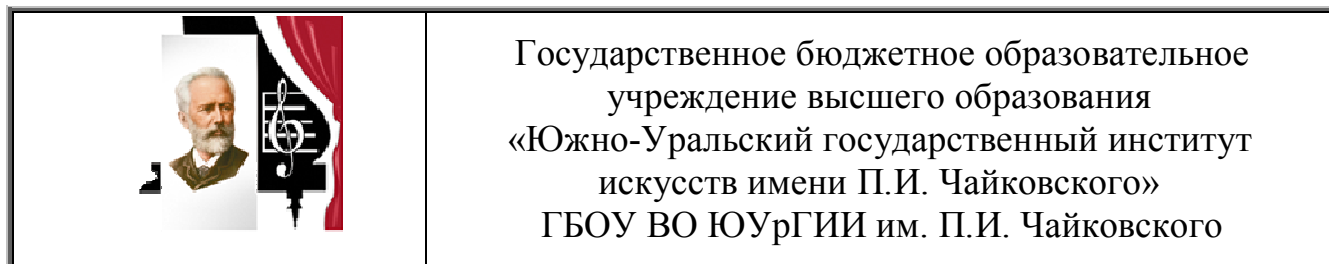 Государственное бюджетное образовательное
учреждение высшего образования
«Южно-Уральский государственный институт
искусств имени П.И. Чайковского»
ГБОУ ВО ЮУрГИИ им. П.И. Чайковского